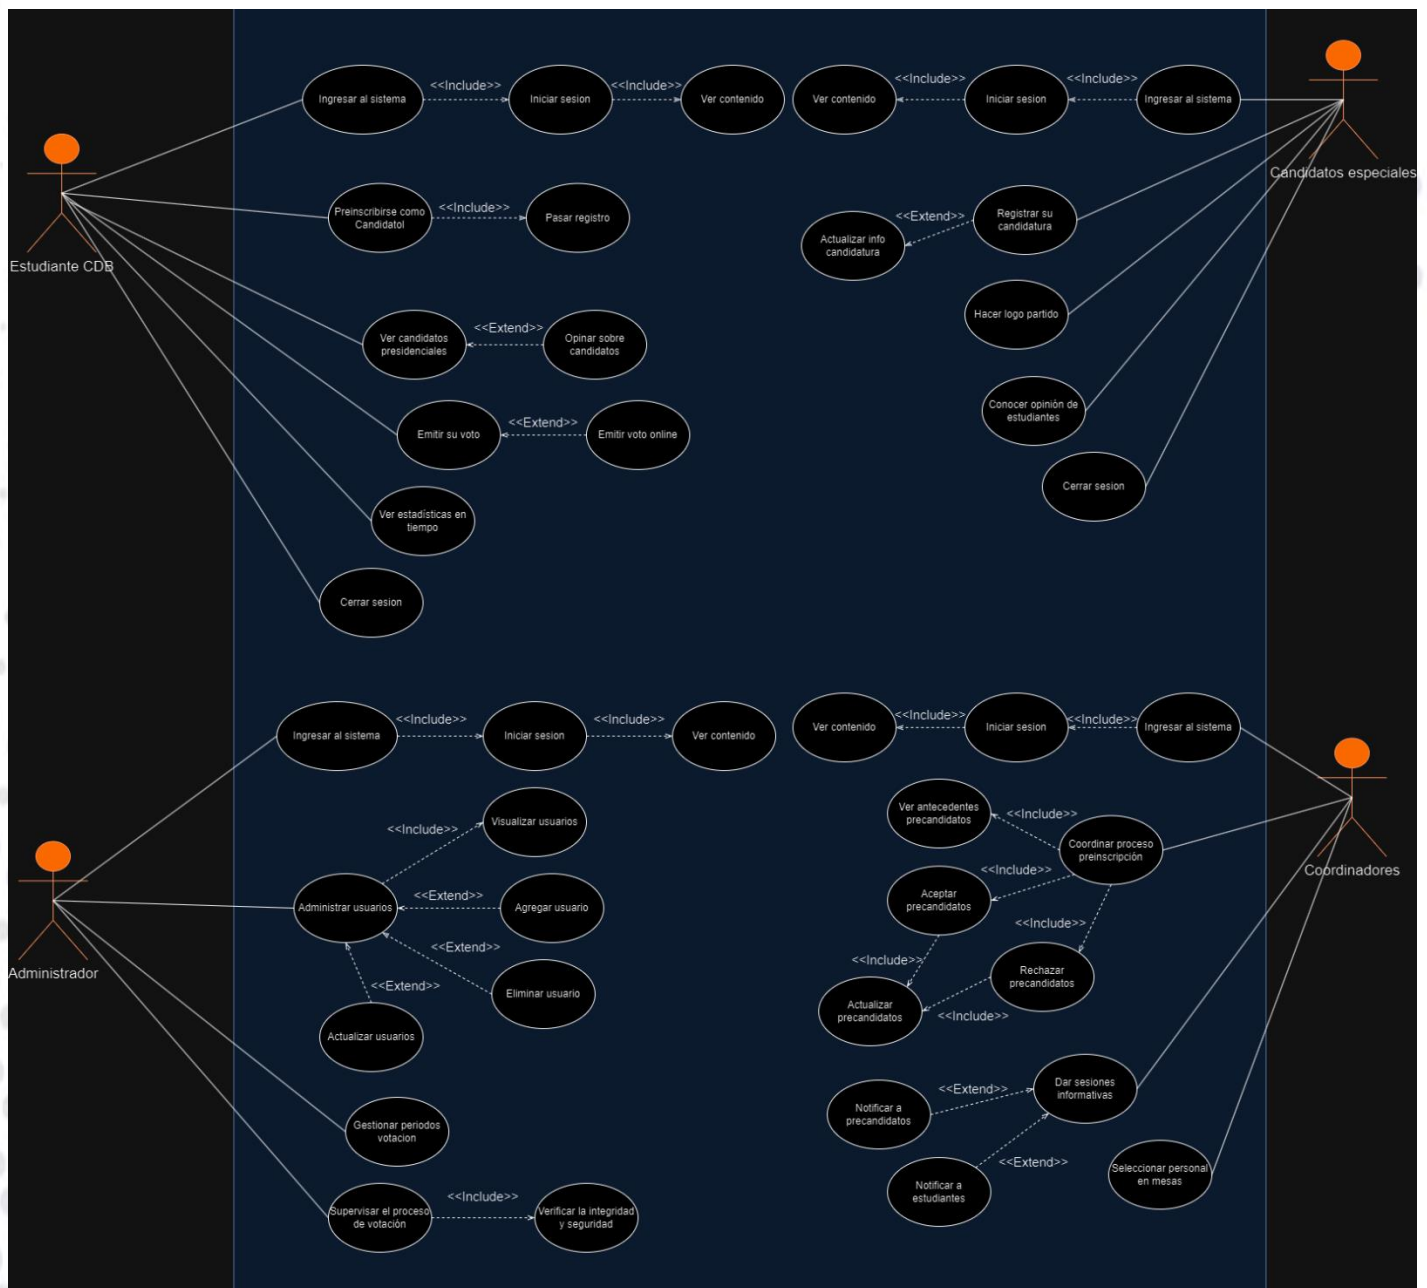 Ingresar al sistema
<<Include>>
Iniciar sesion
<<Include>>
Ver contenido
Ver contenido
<<Include>>
Iniciar sesion
<<Include>>
Ingresar al sistema
Candidatos especiales
Estudiante CDB
Preinscribirse como
Candidatol
<<Include>>
Pasar registro
Actualizar info
candidatura
<<Extend>>
Registrar su
candidatura
Ver candidatos
presidenciales
<<Extend>>
Opinar sobre
candidatos
Hacer logo partido
Emitir su voto
<<Extend>>
Emitir voto online
Conocer opinión de
estudiantes
Cerrar sesion
Ver estadísticas en
tiempo
Cerrar sesion
Ingresar al sistema
<<Include>>
Iniciar sesion
<<Include>>
Ver contenido
Ver contenido
<<Include>>
Iniciar sesion
<<Include>>
Ingresar al sistema
Coordinadores
Administrador
<<Include>>
Visualizar usuarios
Administrar usuarios
<<Extend>>
Agregar usuario
<<Extend>>
Eliminar usuario
<<Extend>>
Actualizar usuarios
Ver antecedentes
precandidatos
<<Include>>
Coordinar proceso
preinscripción
<<Include>>
Aceptar
precandidatos
<<Include>>
<<Include>>
Rechazar
precandidatos
Actualizar
precandidatos
<<Include>>
Gestionar periodos
votacion
Notificar a
precandidatos
<<Extend>>
Dar sesiones
informativas
<<Extend>>
Notificar a
estudiantes
Seleccionar personal
en mesas
Supervisar el proceso
de votación
<<Include>>
Verificar la integridad
y seguridad